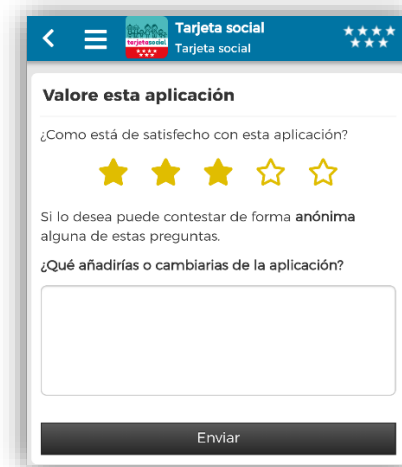 Tarjeta social
tarjetasocial
Tarjeta social
Valore esta aplicación
¿Como está de satisfecho con esta aplicación?
Si lo desea puede contestar de forma anónima
alguna de estas preguntas.
¿Qué añadirías o cambiarias de la aplicación?
Enviar